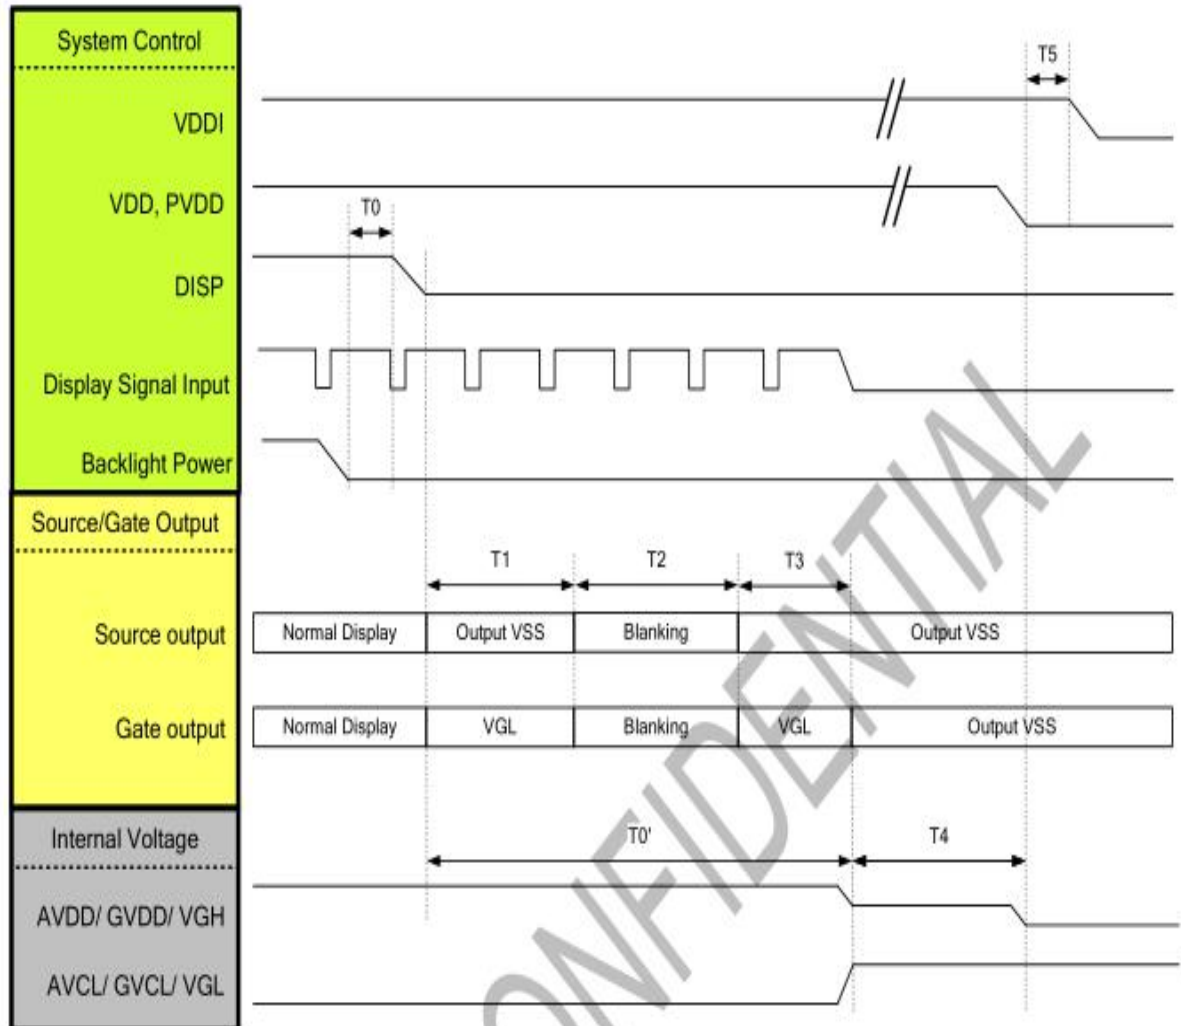 System Control
T5
VDDI
VDD, PVDD
T0
DISP
Display Signal Input
Backlight Power
Source/Gate Output
T1 T2 T3
Source output Normal Display Output VSS Blanking Output VSS
Gate output Normal Display VGL Blanking VGL Output VSS
Internal Voltage
T0' T4
AVDD/ GVDD/ VGH
AVCL/ GVCL/ VGL
ONFIDENTIAL